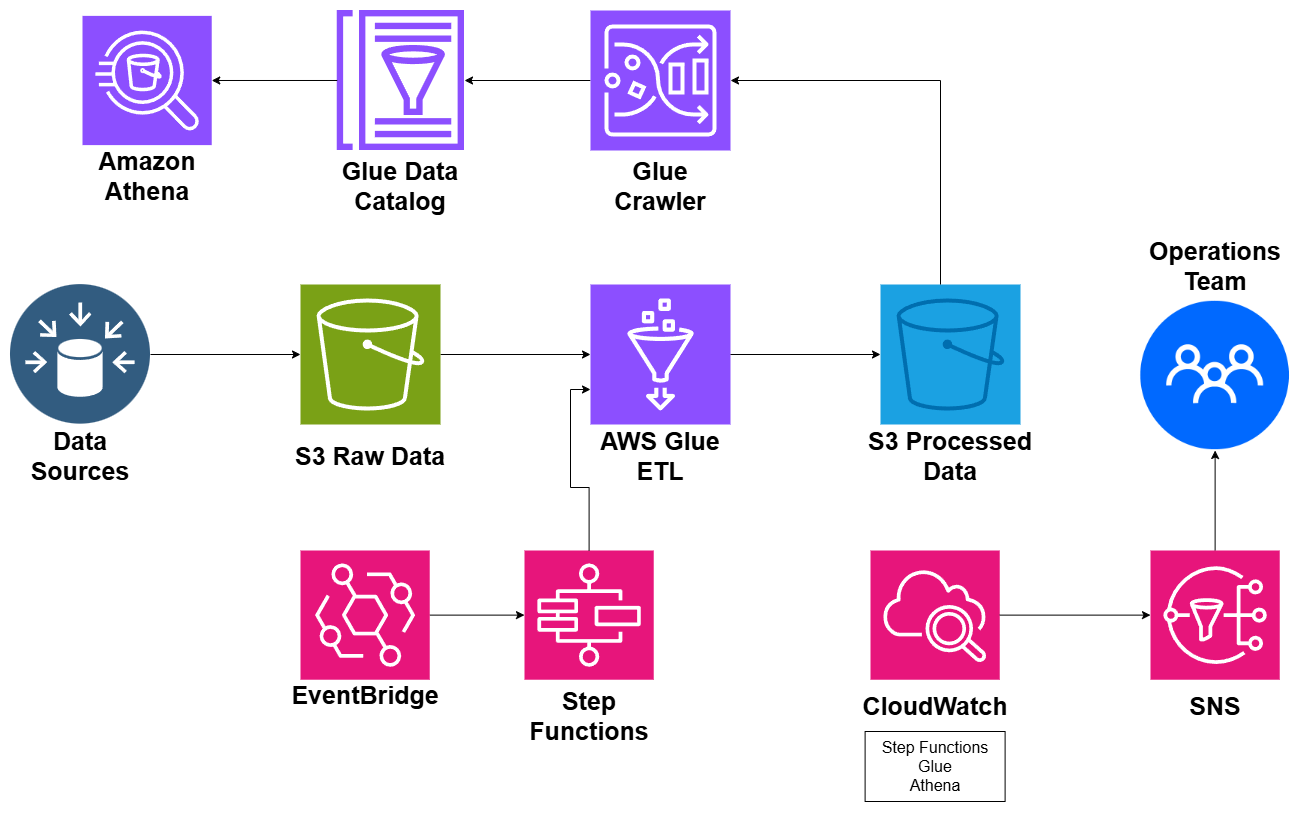 Amazon
Athena
Glue Data
Catalog
Glue
Crawler
Operations
Team
Data
Sources
S3 Raw Data
AWS Glue
ETL
S3 Processed
Data
EventBridge
Step
Functions
CloudWatch
SNS
Step Functions
Glue
Athena